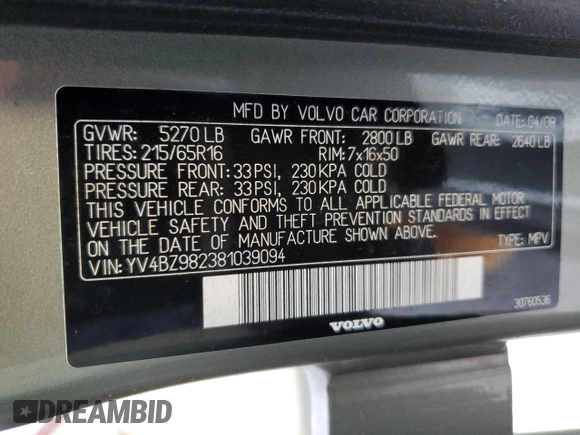 MFD BY VOLVO CAR CORPORATION DATE: 04/08
GVWR: 5270 LB GAWR FRONT: 2800 LB GAWR REAR: 2640 LB
TIRES: 215/65R16 RIM: 7x16x50
PRESSURE FRONT: 33 PSI, 230 KPA COLD
PRESSURE REAR: 33 PSI, 230 KPA COLD
THIS VEHICLE CONFORMS TO ALL APPLICABLE FEDERAL MOTOR
VEHICLE SAFETY AND THEFT PREVENTION STANDARDS IN EFFECT
ON THE DATE OF MANUFACTURE SHOWN ABOVE.
VIN: YV4BZ982381039094 TYPE: MPV
30760536
VOLVO
DREAMBID